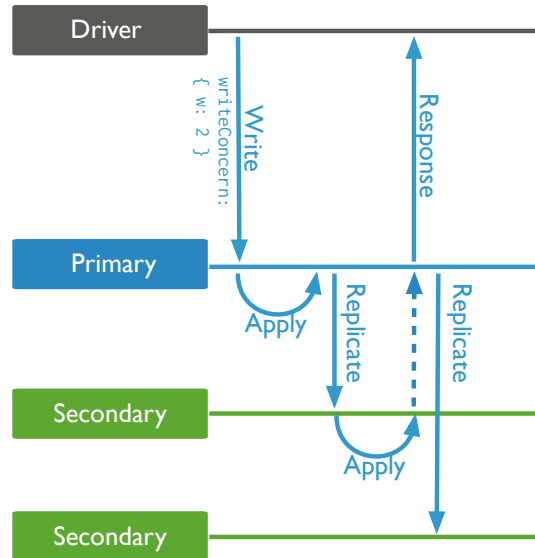 Driver
Write
writeConcern:
{ w: 2 }
Response
Primary
Apply
Replicate
Replicate
Secondary
Apply
Secondary